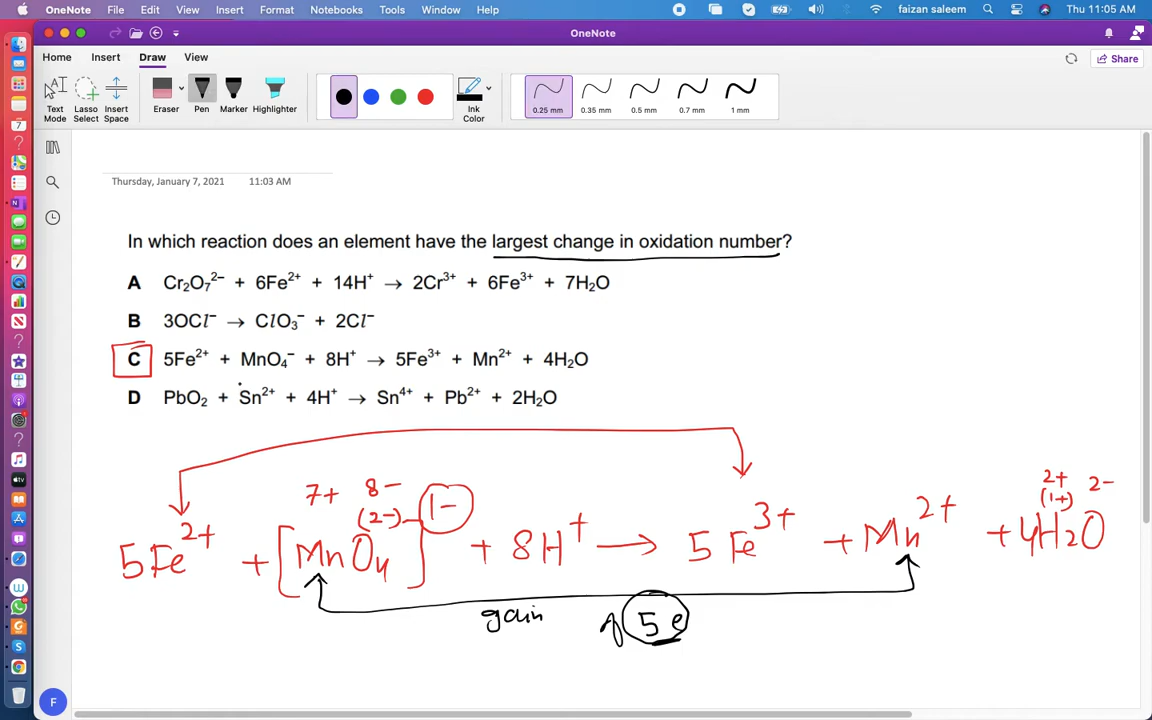 OneNote File Edit View Insert Format Notebooks Tools Window Help faizan saleem Thu 11:05 AM
OneNote
Home Insert Draw View Share
Text Mode Lasso Select Insert Space Eraser Pen Marker Highlighter Ink Color 0.25 mm 0.35 mm 0.5 mm 0.7 mm 1 mm
Thursday, January 7, 2021 11:03 AM
In which reaction does an element have the largest change in oxidation number?
A Cr₂O₇²⁻ + 6Fe²⁺ + 14H⁺ → 2Cr³⁺ + 6Fe³⁺ + 7H₂O
B 3OCl⁻ → ClO₃⁻ + 2Cl⁻
C 5Fe²⁺ + MnO₄⁻ + 8H⁺ → 5Fe³⁺ + Mn²⁺ + 4H₂O
D PbO₂ + Sn²⁺ + 4H⁺ → Sn⁴⁺ + Pb²⁺ + 2H₂O
7+ 8− 2+ 2−
(2−) 1− (1+)
5Fe²⁺ + [MnO₄] + 8H⁺ → 5Fe³⁺ + Mn²⁺ + 4H₂O
gain of 5e
F